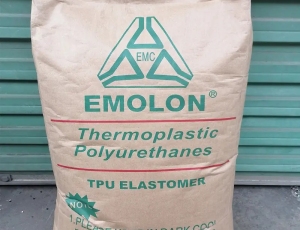 EMC
EMOLON®
Thermoplastic
Polyurethanes
TPU ELASTOMER